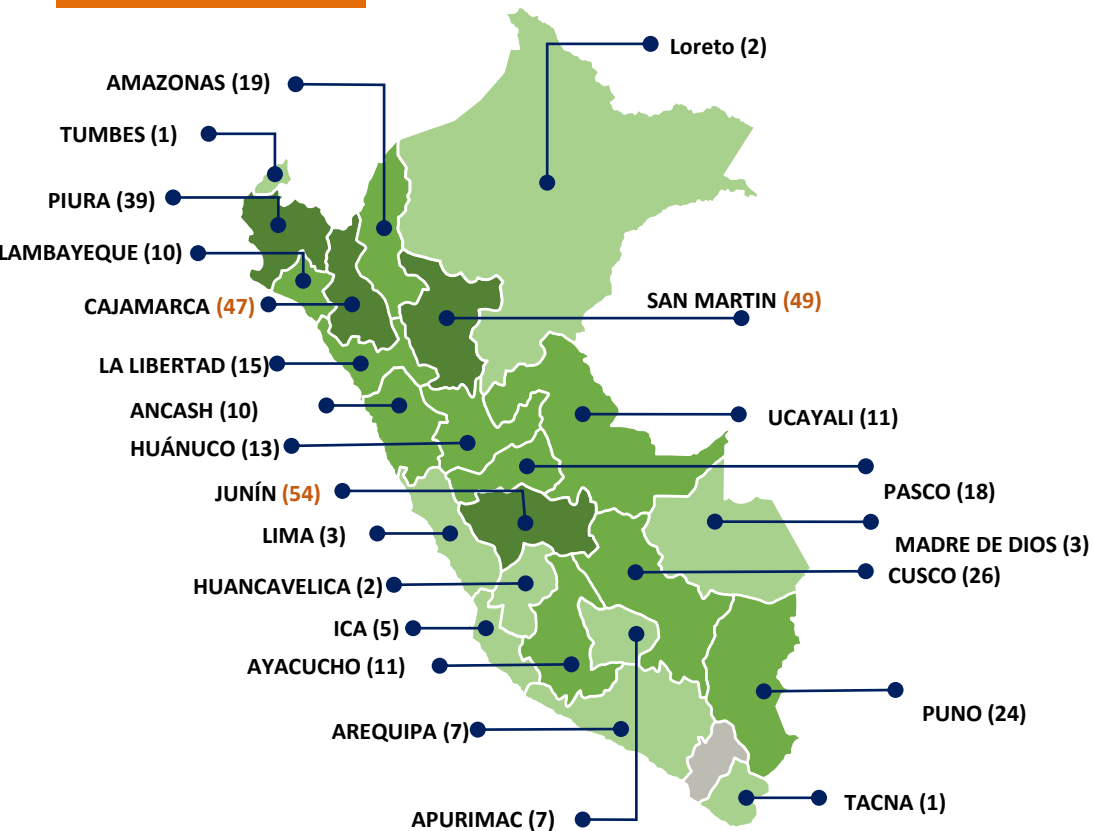 Loreto (2)
AMAZONAS (19)
TUMBES (1)
PIURA (39)
LAMBAYEQUE (10)
CAJAMARCA (47)
SAN MARTIN (49)
LA LIBERTAD (15)
ANCASH (10)
UCAYALI (11)
HUÁNUCO (13)
JUNÍN (54)
PASCO (18)
LIMA (3)
MADRE DE DIOS (3)
HUANCAVELICA (2)
CUSCO (26)
ICA (5)
AYACUCHO (11)
PUNO (24)
AREQUIPA (7)
TACNA (1)
APURIMAC (7)